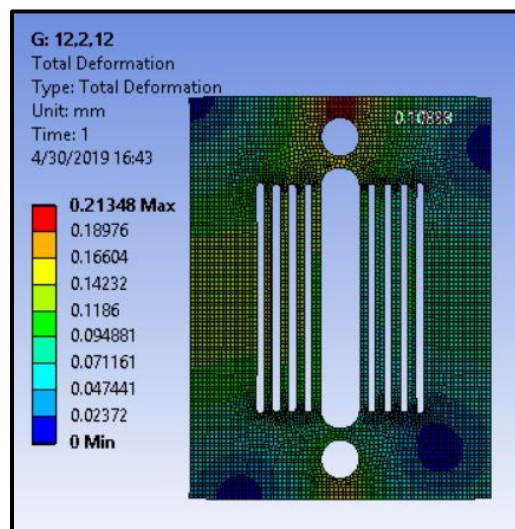 G: 12,2,12
Total Deformation
Type: Total Deformation
Unit: mm
Time: 1
4/30/2019 16:43
0.10888
0.21348 Max
0.18976
0.16604
0.14232
0.1186
0.094881
0.071161
0.047441
0.02372
0 Min